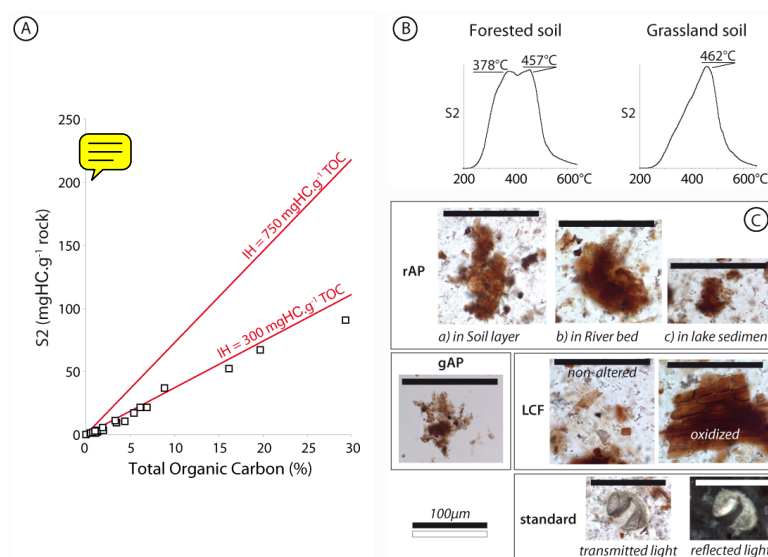 A
250
200
150
100
50
0
0
5
10
15
20
25
30
S2 (mgHC.g⁻¹ rock)
Total Organic Carbon (%)
IH = 750 mgHC.g⁻¹ TOC
IH = 300 mgHC.g⁻¹ TOC
B
Forested soil
Grassland soil
378°C
457°C
462°C
S2
S2
200
400
600°C
200
400
600°C
C
rAP
a) in Soil layer
b) in River bed
c) in lake sedimen
gAP
LCF
non-altered
oxidized
100µm
standard
transmitted light
reflected light